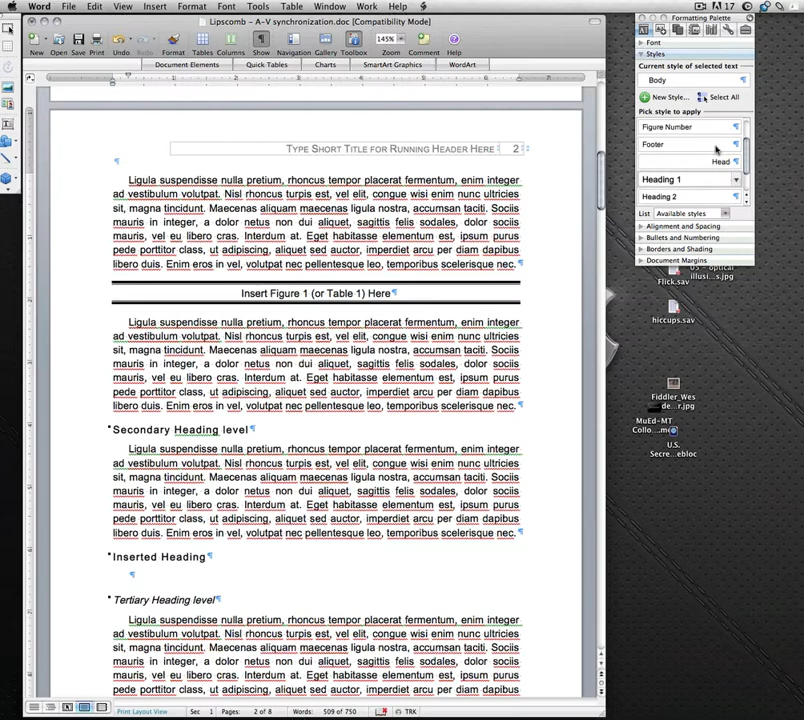 Word File Edit View Insert Format Font Tools Table Window Work Help 17
Lipscomb – A-V synchronization.doc [Compatibility Mode]
145%
New Open Save Print Undo Redo Format Tables Columns Show Navigation Gallery Toolbox Zoom Comment Help
Document Elements Quick Tables Charts SmartArt Graphics WordArt
TYPE SHORT TITLE FOR RUNNING HEADER HERE 2
Ligula suspendisse nulla pretium, rhoncus tempor placerat fermentum, enim integer
ad vestibulum volutpat. Nisl rhoncus turpis est, vel elit, congue wisi enim nunc ultricies
sit, magna tincidunt. Maecenas aliquam maecenas ligula nostra, accumsan taciti. Sociis
mauris in integer, a dolor netus non dui aliquet, sagittis felis sodales, dolor sociis
mauris, vel eu libero cras. Interdum at. Eget habitasse elementum est, ipsum purus
pede porttitor class, ut adipiscing, aliquet sed auctor, imperdiet arcu per diam dapibus
libero duis. Enim eros in vel, volutpat nec pellentesque leo, temporibus scelerisque nec.
Insert Figure 1 (or Table 1) Here
Ligula suspendisse nulla pretium, rhoncus tempor placerat fermentum, enim integer
ad vestibulum volutpat. Nisl rhoncus turpis est, vel elit, congue wisi enim nunc ultricies
sit, magna tincidunt. Maecenas aliquam maecenas ligula nostra, accumsan taciti. Sociis
mauris in integer, a dolor netus non dui aliquet, sagittis felis sodales, dolor sociis
mauris, vel eu libero cras. Interdum at. Eget habitasse elementum est, ipsum purus
pede porttitor class, ut adipiscing, aliquet sed auctor, imperdiet arcu per diam dapibus
libero duis. Enim eros in vel, volutpat nec pellentesque leo, temporibus scelerisque nec.
Secondary Heading level
Ligula suspendisse nulla pretium, rhoncus tempor placerat fermentum, enim integer
ad vestibulum volutpat. Nisl rhoncus turpis est, vel elit, congue wisi enim nunc ultricies
sit, magna tincidunt. Maecenas aliquam maecenas ligula nostra, accumsan taciti. Sociis
mauris in integer, a dolor netus non dui aliquet, sagittis felis sodales, dolor sociis
mauris, vel eu libero cras. Interdum at. Eget habitasse elementum est, ipsum purus
pede porttitor class, ut adipiscing, aliquet sed auctor, imperdiet arcu per diam dapibus
libero duis. Enim eros in vel, volutpat nec pellentesque leo, temporibus scelerisque nec.
Inserted Heading
Tertiary Heading level
Ligula suspendisse nulla pretium, rhoncus tempor placerat fermentum, enim integer
ad vestibulum volutpat. Nisl rhoncus turpis est, vel elit, congue wisi enim nunc ultricies
sit, magna tincidunt. Maecenas aliquam maecenas ligula nostra, accumsan taciti. Sociis
mauris in integer, a dolor netus non dui aliquet, sagittis felis sodales, dolor sociis
mauris, vel eu libero cras. Interdum at. Eget habitasse elementum est, ipsum purus
pede porttitor class, ut adipiscing, aliquet sed auctor, imperdiet arcu per diam dapibus
Print Layout View Sec 1 Pages: 2 of 8 Words: 509 of 750 TRK
Formatting Palette
Font
Styles
Current style of selected text
Body
New Style... Select All
Pick style to apply
Figure Number
Footer
Head
Heading 1
Heading 2
List Available styles
Alignment and Spacing
Bullets and Numbering
Borders and Shading
Document Margins
US - optical
illusi...s.jpg
Flick.sav
hiccups.sav
Fiddler_Wes
de...r.jpg
MuEd-MT
Collo....mov
U.S.
Secre...ebloc